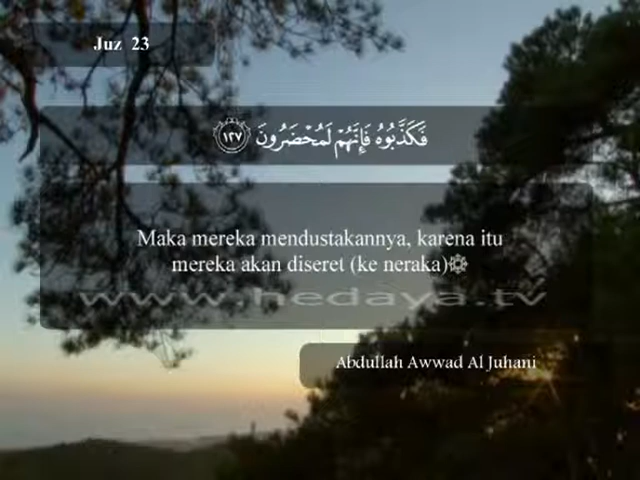 Juz 23
فَكَذَّبُوهُ فَإِنَّهُمْ لَمُحْضَرُونَ ١٢٧
Maka mereka mendustakannya, karena itu
mereka akan diseret (ke neraka)
www.hedaya.tv
Abdullah Awwad Al Juhani